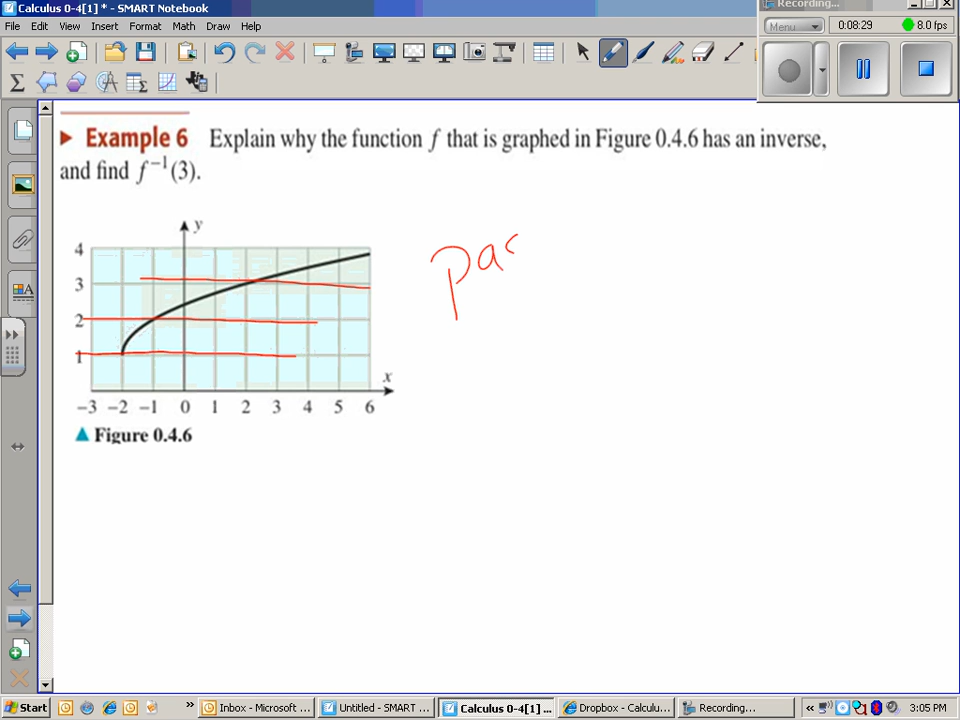 Calculus 0-4[1] * - SMART Notebook
Recording...
File Edit View Insert Format Math Draw Help
Menu 0:08:29 8.0 fps
Example 6 Explain why the function f that is graphed in Figure 0.4.6 has an inverse,
and find f⁻¹(3).
y
4
3
2
1
x
−3 −2 −1 0 1 2 3 4 5 6
Figure 0.4.6
pas
Start Inbox - Microsoft ... Untitled - SMART ... Calculus 0-4[1] ... Dropbox - Calculu... Recording... 3:05 PM